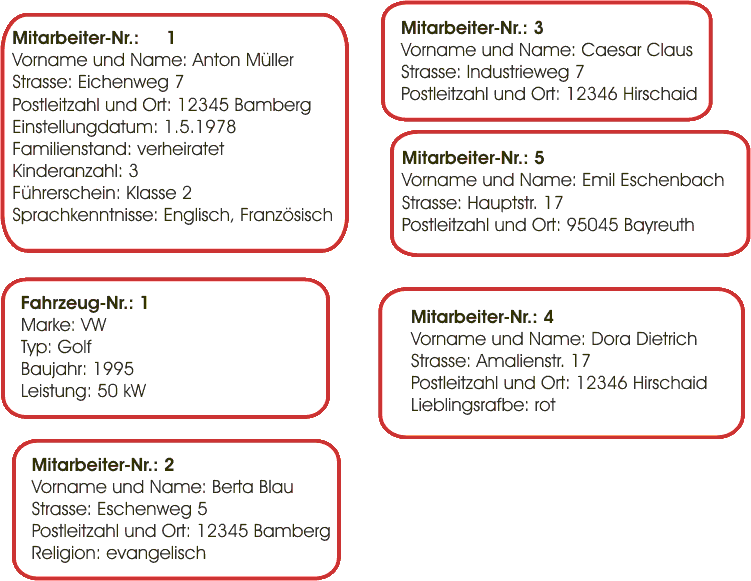 Mitarbeiter-Nr.: 1
Vorname und Name: Anton Müller
Strasse: Eichenweg 7
Postleitzahl und Ort: 12345 Bamberg
Einstellungdatum: 1.5.1978
Familienstand: verheiratet
Kinderanzahl: 3
Führerschein: Klasse 2
Sprachkenntnisse: Englisch, Französisch
Fahrzeug-Nr.: 1
Marke: VW
Typ: Golf
Baujahr: 1995
Leistung: 50 kW
Mitarbeiter-Nr.: 2
Vorname und Name: Berta Blau
Strasse: Eschenweg 5
Postleitzahl und Ort: 12345 Bamberg
Religion: evangelisch
Mitarbeiter-Nr.: 3
Vorname und Name: Caesar Claus
Strasse: Industrieweg 7
Postleitzahl und Ort: 12346 Hirschaid
Mitarbeiter-Nr.: 5
Vorname und Name: Emil Eschenbach
Strasse: Hauptstr. 17
Postleitzahl und Ort: 95045 Bayreuth
Mitarbeiter-Nr.: 4
Vorname und Name: Dora Dietrich
Strasse: Amalienstr. 17
Postleitzahl und Ort: 12346 Hirschaid
Lieblingsrafbe: rot